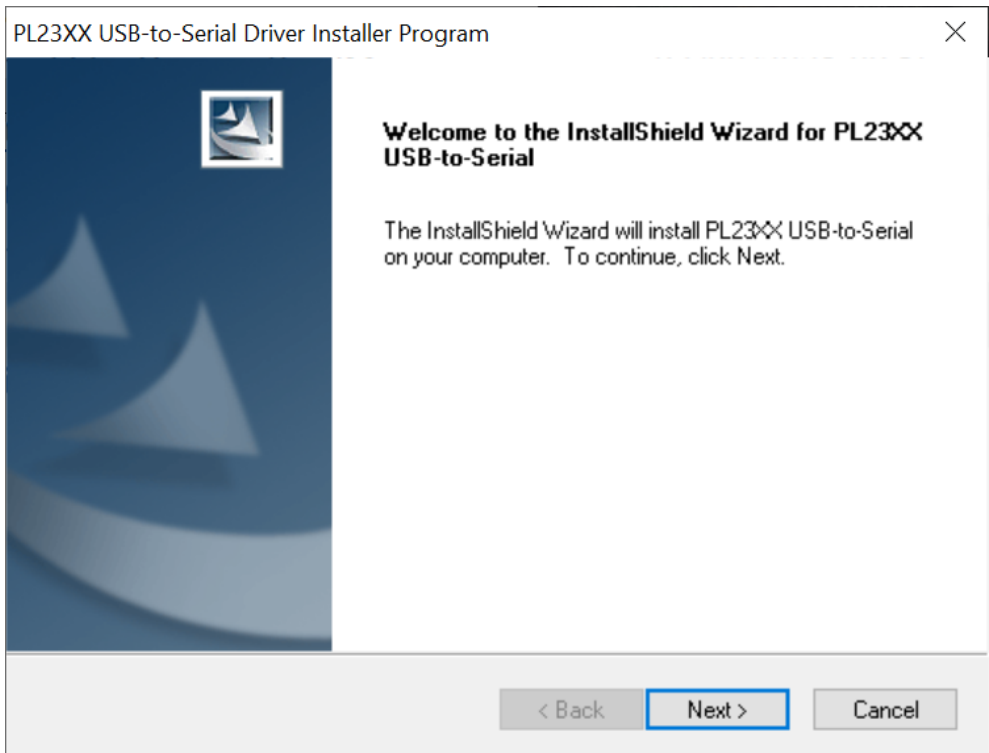 PL23XX USB-to-Serial Driver Installer Program
Welcome to the InstallShield Wizard for PL23XX
USB-to-Serial
The InstallShield Wizard will install PL23XX USB-to-Serial
on your computer.  To continue, click Next.
< Back
Next >
Cancel